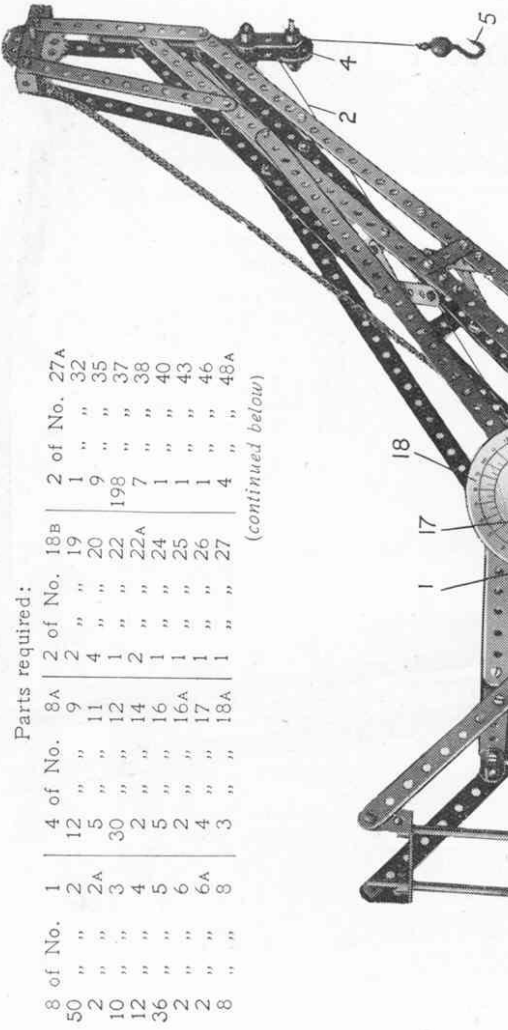 Parts required:
8 of No. 1
50 " " 2
2 " " 2A
10 " " 3
12 " " 4
36 " " 5
2 " " 6
2 " " 6A
8 " " 8
4 of No. 8A
12 " " 9
5 " " 11
30 " " 12
2 " " 14
5 " " 16
2 " " 16A
4 " " 17
3 " " 18A
2 of No. 18B
2 " " 19
4 " " 20
1 " " 22
2 " " 22A
1 " " 24
1 " " 25
1 " " 26
1 " " 27
2 of No. 27A
1 " " 32
9 " " 35
198 " " 37
7 " " 38
1 " " 40
1 " " 43
1 " " 46
4 " " 48A
(continued below)
1
17
18
2
4
5